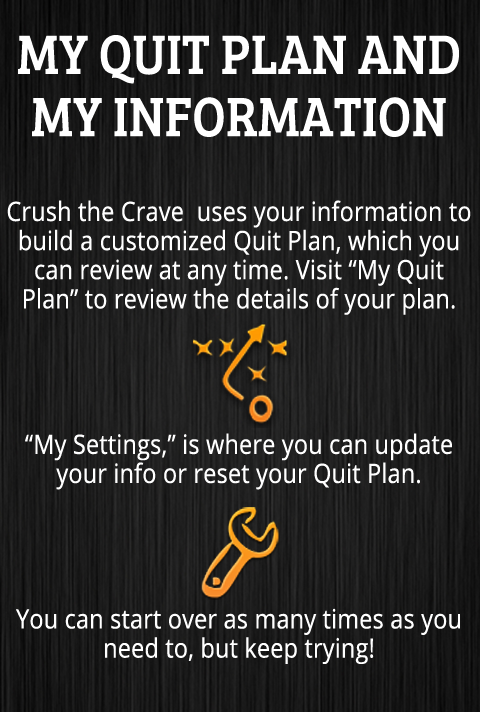 MY QUIT PLAN AND
MY INFORMATION
Crush the Crave  uses your information to
build a customized Quit Plan, which you
can review at any time. Visit “My Quit
Plan” to review the details of your plan.
“My Settings,” is where you can update
your info or reset your Quit Plan.
You can start over as many times as you
need to, but keep trying!